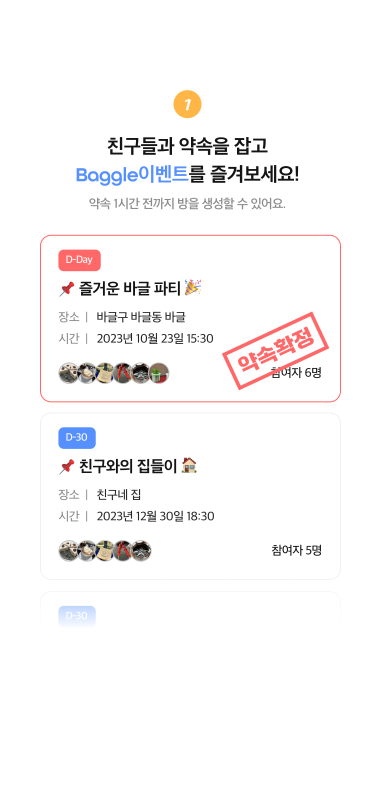 1
친구들과 약속을 잡고
Baggle이벤트를 즐겨보세요!
약속 1시간 전까지 방을 생성할 수 있어요.
D-Day
📌 즐거운 바글 파티 🎉
장소 | 바글구 바글동 바글
시간 | 2023년 10월 23일 15:30
약속확정
참여자 6명
D-30
📌 친구와의 집들이 🏠
장소 | 친구네 집
시간 | 2023년 12월 30일 18:30
참여자 5명
D-30